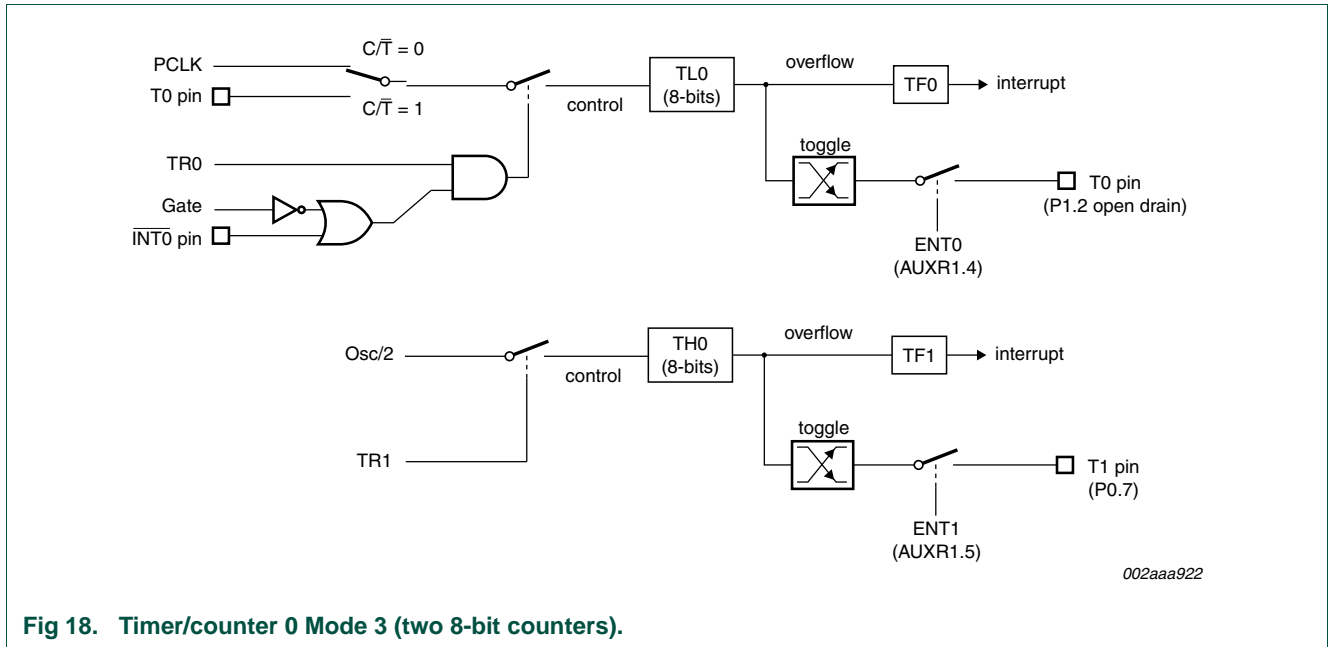 C/T̅ = 0
PCLK
T0 pin
C/T̅ = 1
control
TL0
(8-bits)
overflow
TF0
interrupt
TR0
Gate
I̅N̅T̅0̅ pin
toggle
T0 pin
(P1.2 open drain)
ENT0
(AUXR1.4)
Osc/2
control
TH0
(8-bits)
overflow
TF1
interrupt
TR1
toggle
T1 pin
(P0.7)
ENT1
(AUXR1.5)
002aaa922
Fig 18. Timer/counter 0 Mode 3 (two 8-bit counters).